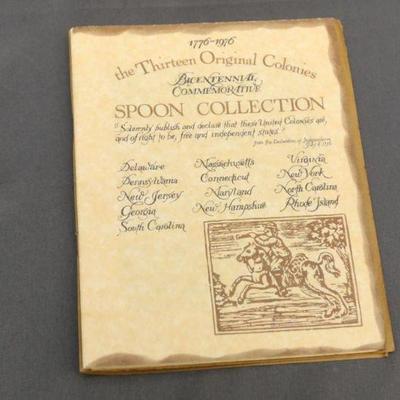 1776-1976
the Thirteen Original Colonies
Bicentennial
Commemorative
SPOON COLLECTION
"Solemnly publish and declare that these United Colonies are,
and of right to be, free and independent states."
from the Declaration of Independence
Delaware Massachusetts Virginia
Pennsylvania Connecticut New York
New Jersey Maryland North Carolina
Georgia New Hampshire Rhode Island
South Carolina